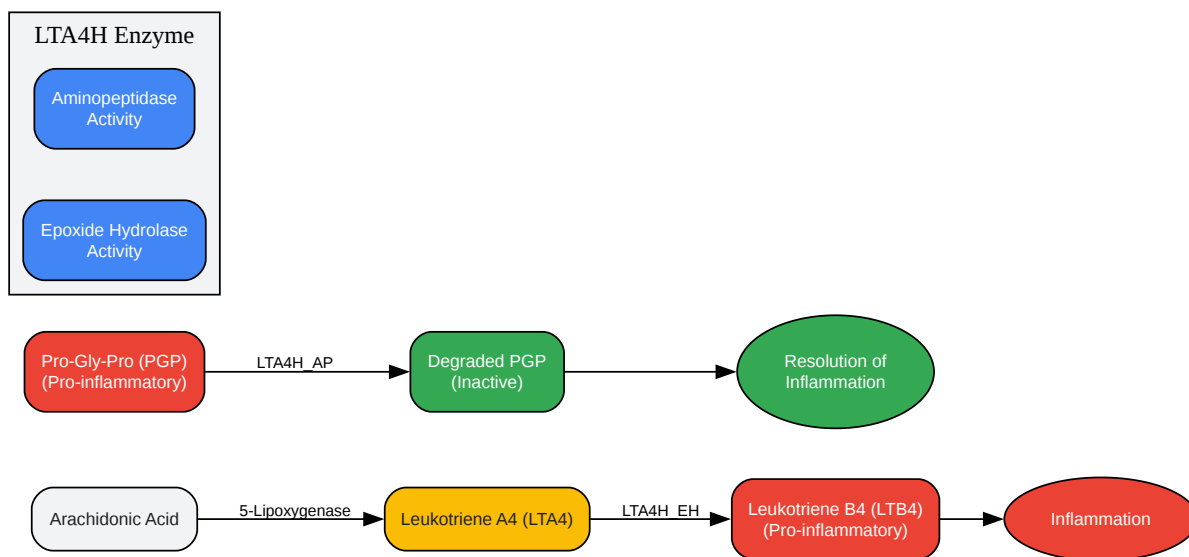 LTA4H Enzyme
Aminopeptidase
Activity
Epoxide Hydrolase
Activity
Pro-Gly-Pro (PGP)
(Pro-inflammatory)
LTA4H_AP
Degraded PGP
(Inactive)
Resolution of
Inflammation
Arachidonic Acid
5-Lipoxygenase
Leukotriene A4 (LTA4)
LTA4H_EH
Leukotriene B4 (LTB4)
(Pro-inflammatory)
Inflammation